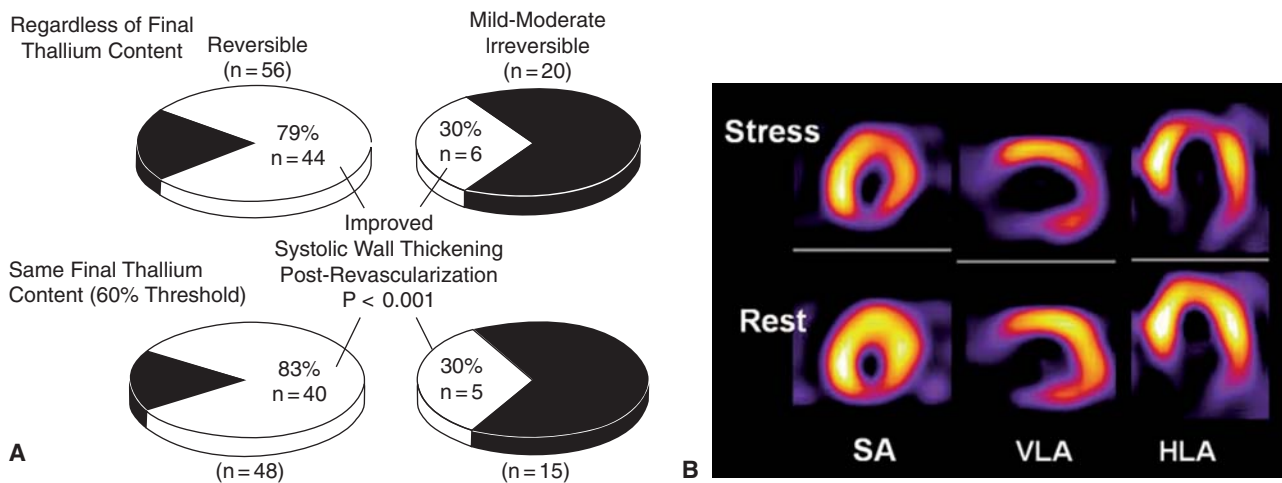 Regardless of Final
Thallium Content
Reversible
(n = 56)
Mild-Moderate
Irreversible
(n = 20)
79%
n = 44
30%
n = 6
Improved
Systolic Wall Thickening
Post-Revascularization
P < 0.001
Same Final Thallium
Content (60% Threshold)
83%
n = 40
30%
n = 5
(n = 48)
(n = 15)
A
Stress
Rest
SA
VLA
HLA
B